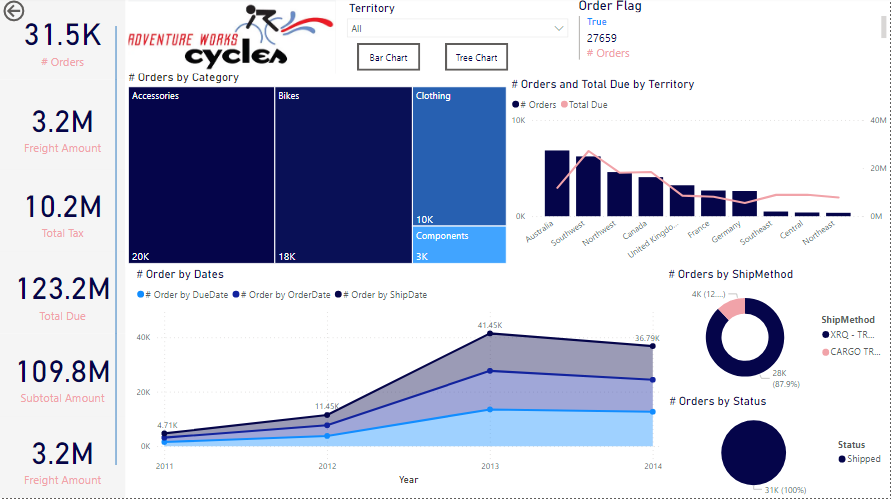 31.5K
# Orders
3.2M
Freight Amount
10.2M
Total Tax
123.2M
Total Due
109.8M
Subtotal Amount
3.2M
Freight Amount
ADVENTURE WORKS
cycles
Territory
All
Bar Chart
Tree Chart
Order Flag
True
27659
# Orders
# Orders by Category
Accessories
20K
Bikes
18K
Clothing
10K
Components
3K
# Orders and Total Due by Territory
# Orders
Total Due
10K
0K
40M
20M
0M
Australia
Southwest
Northwest
Canada
United Kingdo...
France
Germany
Southeast
Central
Northeast
# Order by Dates
# Order by DueDate
# Order by OrderDate
# Order by ShipDate
40K
20K
0K
4.71K
11.45K
41.45K
36.79K
2011
2012
2013
2014
Year
# Orders by ShipMethod
4K (12....)
28K
(87.9%)
ShipMethod
XRQ - TR...
CARGO TR...
# Orders by Status
31K (100%)
Status
Shipped